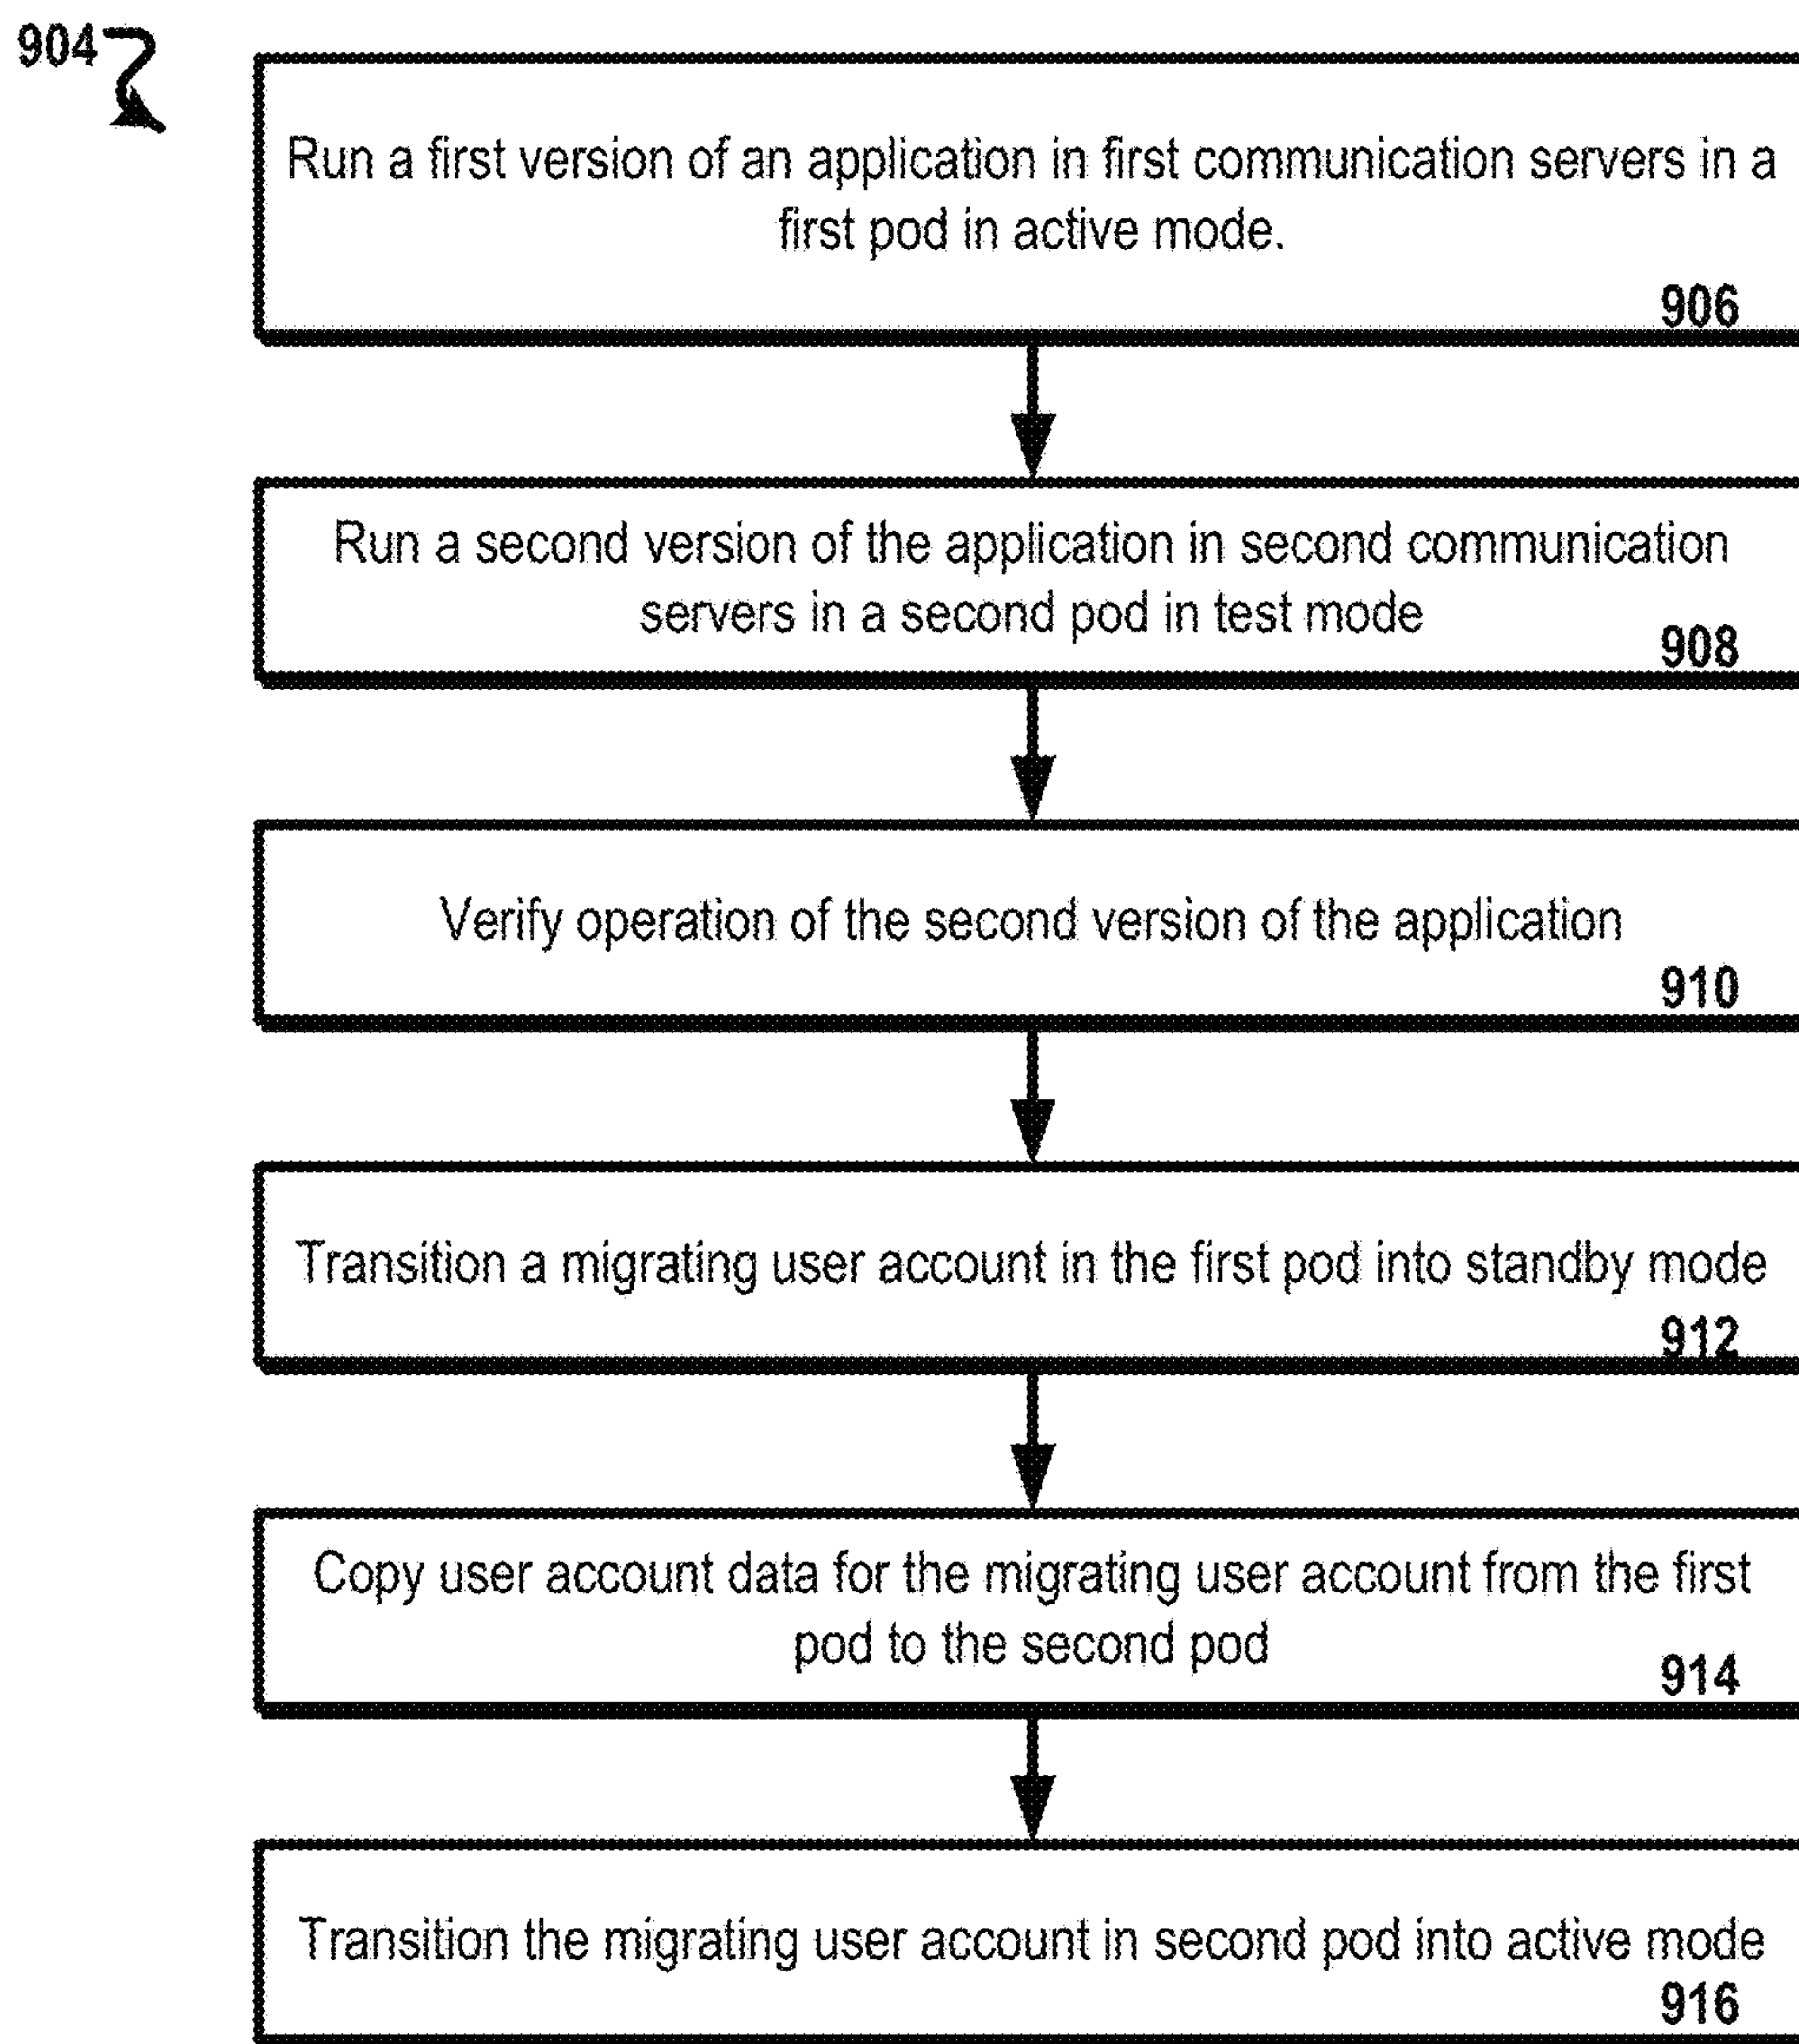 904
Run a first version of an application in first communication servers in a
first pod in active mode.
906
Run a second version of the application in second communication
servers in a second pod in test mode
908
Verify operation of the second version of the application
910
Transition a migrating user account in the first pod into standby mode
912
Copy user account data for the migrating user account from the first
pod to the second pod
914
Transition the migrating user account in second pod into active mode
916